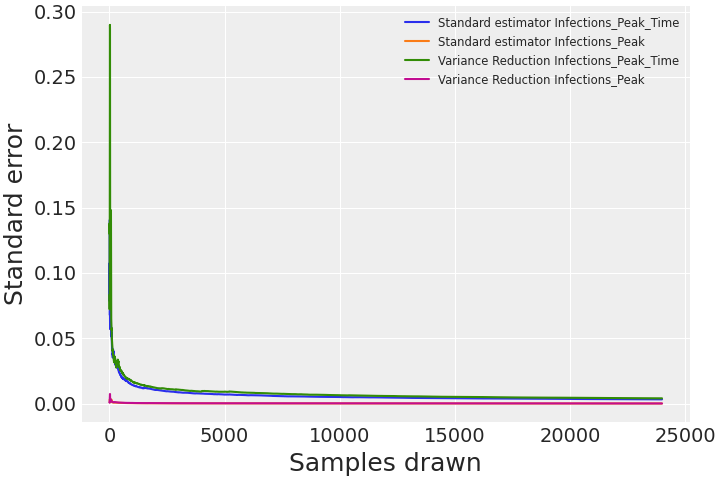 Standard estimator Infections_Peak_Time
Standard estimator Infections_Peak
Variance Reduction Infections_Peak_Time
Variance Reduction Infections_Peak
0.30
0.25
0.20
0.15
0.10
0.05
0.00
Standard error
0 5000 10000 15000 20000 25000
Samples drawn